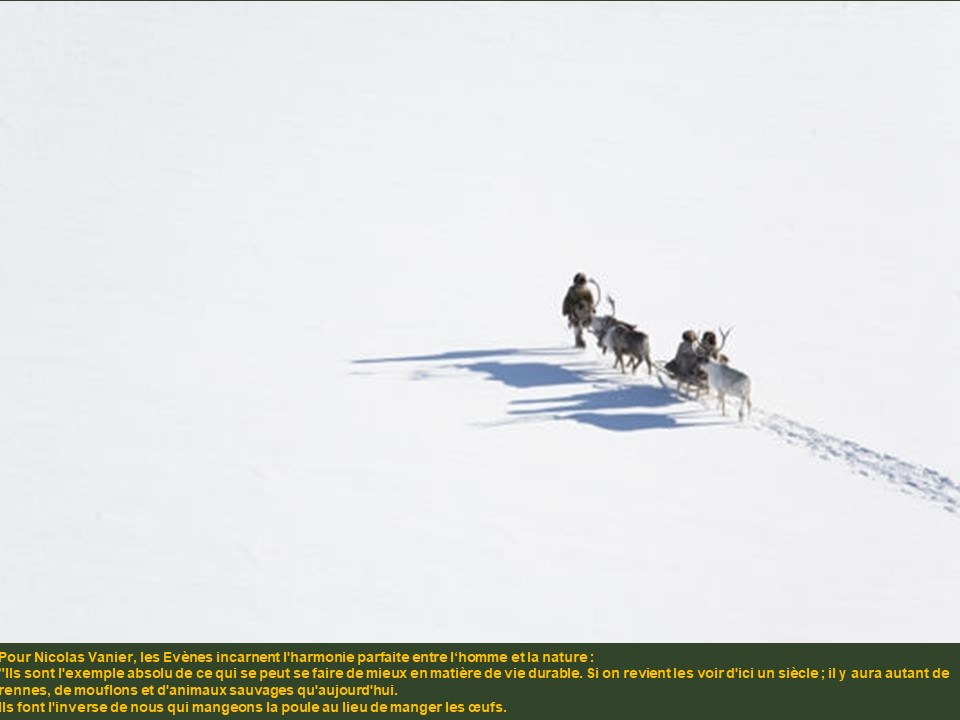 Pour Nicolas Vanier, les Evènes incarnent l'harmonie parfaite entre l'homme et la nature :
"Ils sont l'exemple absolu de ce qui se peut se faire de mieux en matière de vie durable. Si on revient les voir d'ici un siècle ; il y aura autant de
rennes, de mouflons et d'animaux sauvages qu'aujourd'hui.
Ils font l'inverse de nous qui mangeons la poule au lieu de manger les œufs.